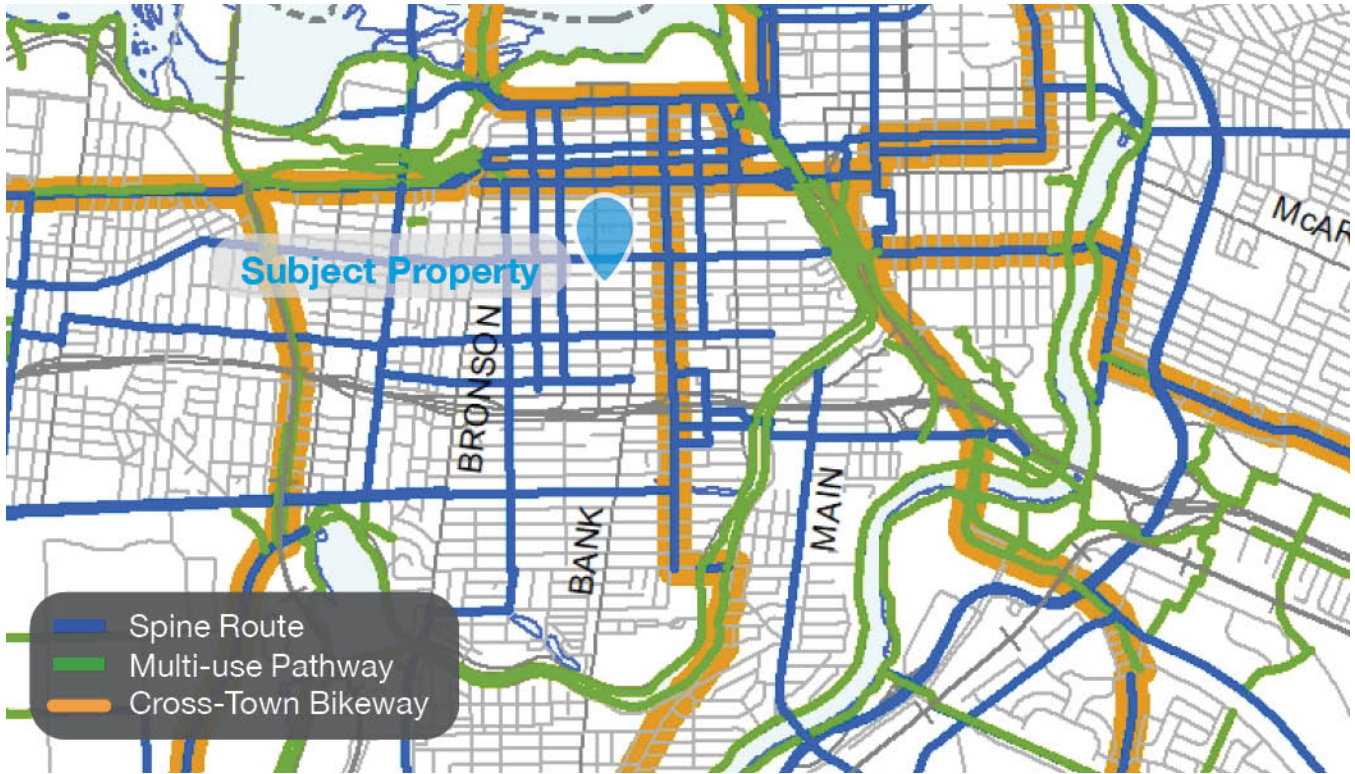 McAR
Subject Property
BRONSON
BANK
MAIN
Spine Route
Multi-use Pathway
Cross-Town Bikeway